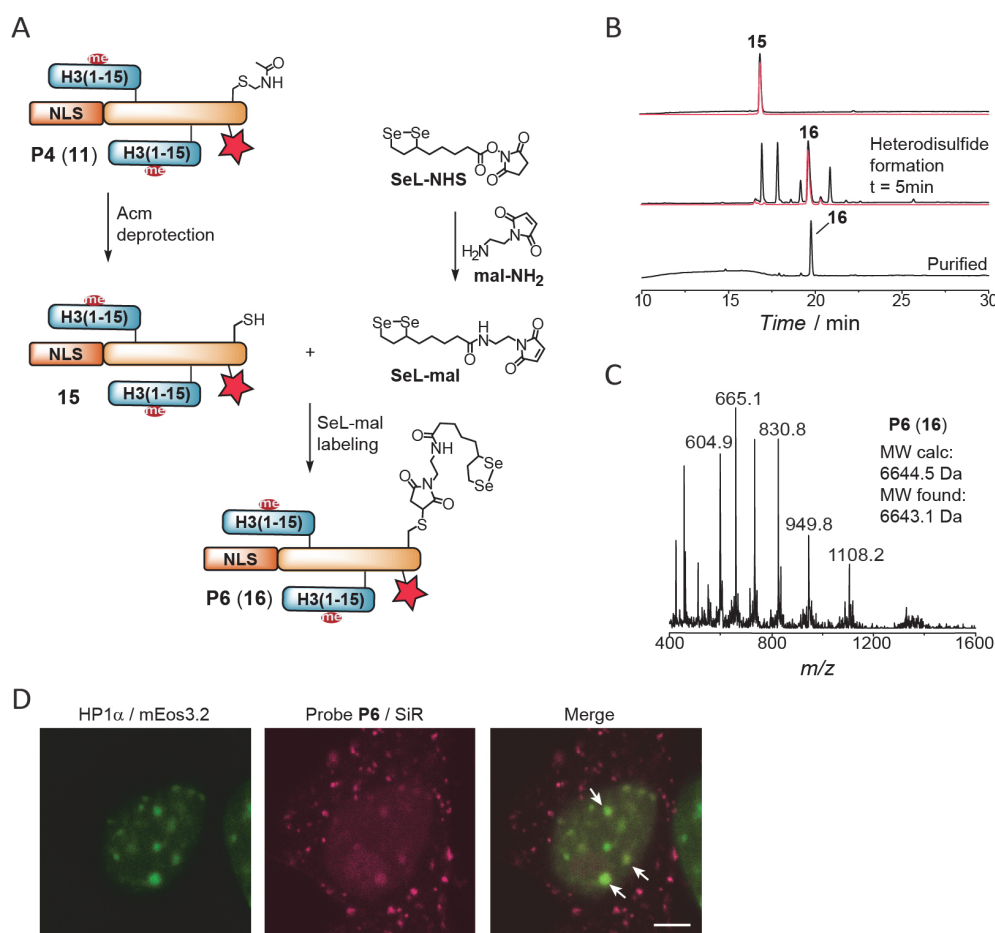 A
me
H3(1-15)
O
S
NH
NLS
P4 (11)
H3(1-15)
me
Acm
deprotection
Se
Se
O
O
N
O
O
SeL-NHS
O
N
H2N
O
mal-NH2
me
H3(1-15)
SH
NLS
15
H3(1-15)
me
+
Se
Se
H
N
O
O
N
O
SeL-mal
SeL-mal
labeling
O
NH
Se
Se
O
N
O
S
me
H3(1-15)
NLS
P6 (16)
H3(1-15)
me
B
15
16
Heterodisulfide
formation
t = 5min
16
Purified
10
15
20
25
30
Time / min
C
665.1
604.9
830.8
949.8
1108.2
P6 (16)
MW calc:
6644.5 Da
MW found:
6643.1 Da
400
800
1200
1600
m/z
D
HP1α / mEos3.2
Probe P6 / SiR
Merge